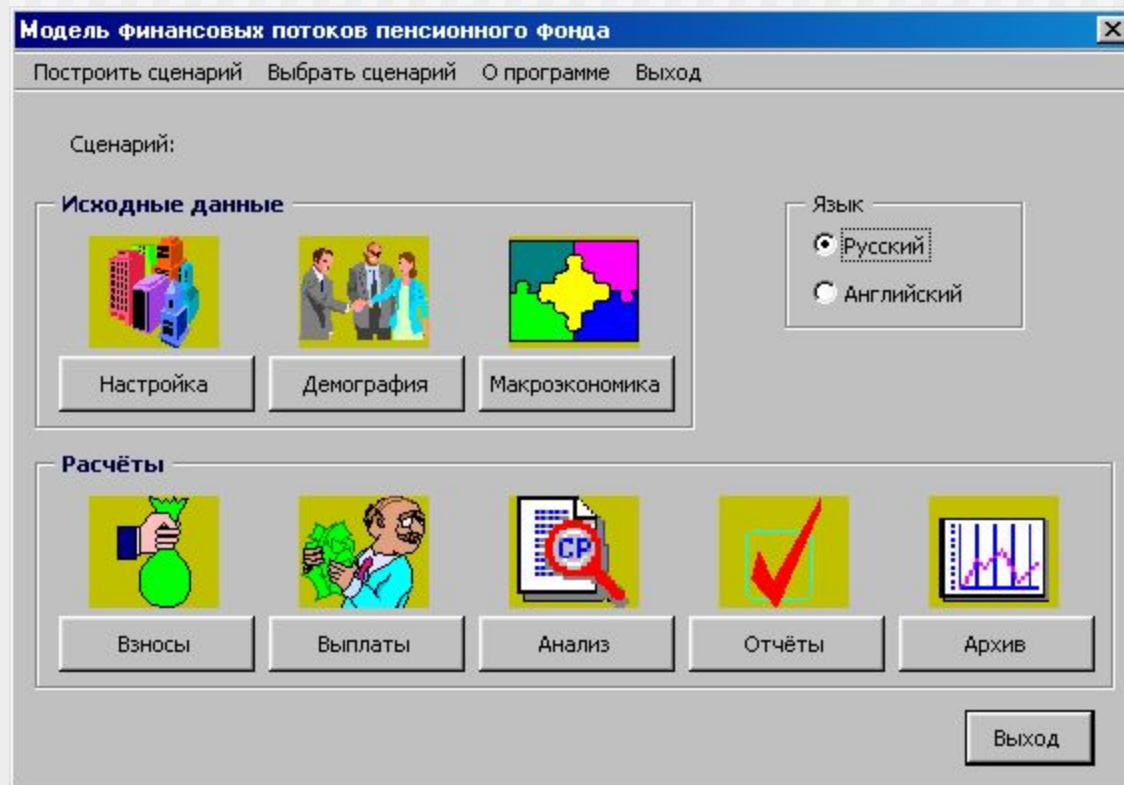 Модель финансовых потоков пенсионного фонда
Построить сценарий Выбрать сценарий О программе Выход
Сценарий:
Исходные данные
Язык
Русский
Английский
Настройка Демография Макроэкономика
Расчёты
CP
Взносы Выплаты Анализ Отчёты Архив
Выход